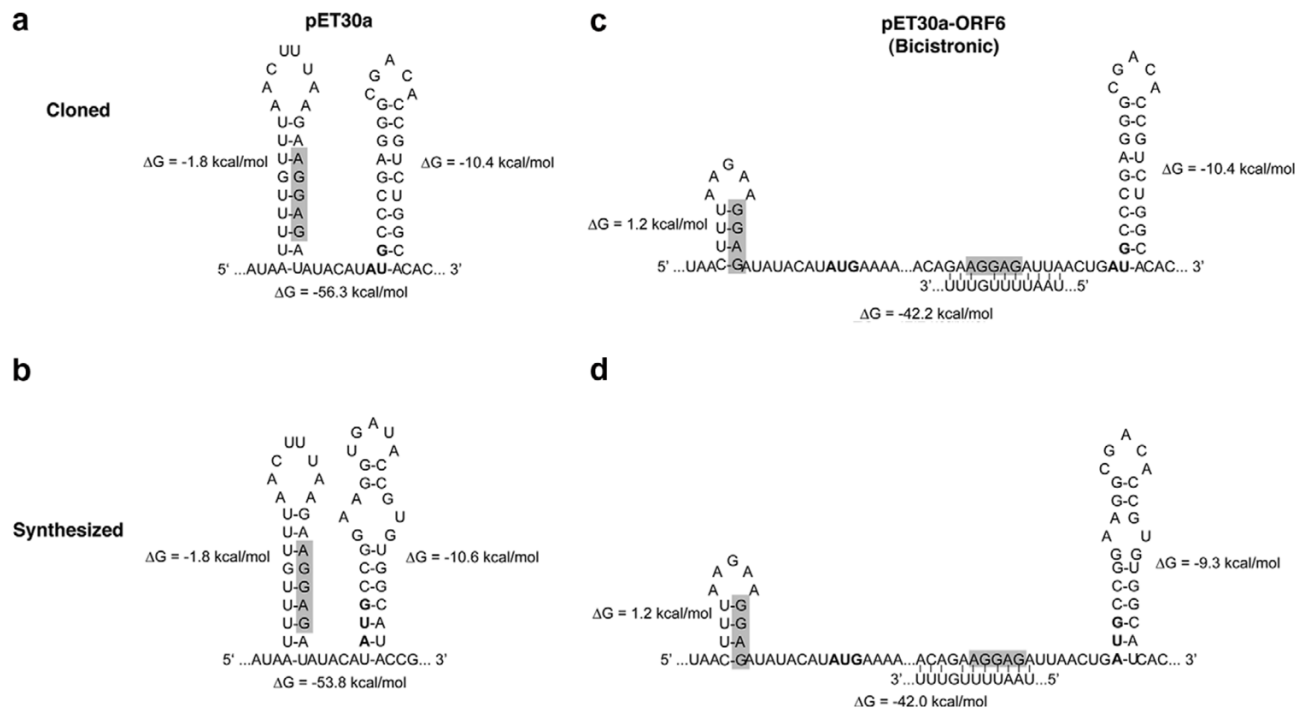 a
pET30a
Cloned
UU
C U
A A
A A
U-G
U-A
U-A
G G
U-G
U-A
U-G
U-A
A
G C
C A
G-C
G-C
G-G
A-U
G-C
C U
C-G
C-G
G-C
ΔG = -1.8 kcal/mol
ΔG = -10.4 kcal/mol
5' ...AUAA-UAUACAUAU-ACAC... 3'
ΔG = -56.3 kcal/mol
c
pET30a-ORF6
(Bicistronic)
G
A A
A A
U-G
U-G
U-A
ΔG = 1.2 kcal/mol
A
G C
C A
G-C
G-C
G-G
A-U
G-C
C U
C-G
C-G
G-C
ΔG = -10.4 kcal/mol
5' ...UAAC-GAUAUACAUAUGAAAA...ACAGAAGGAGAUUAACUGAU-ACAC... 3'
3'...UUUGUUUUAAU...5'
ΔG = -42.2 kcal/mol
b
Synthesized
UU
C U
A A
A A
U-G
U-A
U-A
G G
U-G
U-A
U-G
U-A
A
G U
U A
G-C
G-C
A G
A U
G G
G-U
C-G
C-G
G-C
U-A
A-U
ΔG = -1.8 kcal/mol
ΔG = -10.6 kcal/mol
5' ...AUAA-UAUACAU-ACCG... 3'
ΔG = -53.8 kcal/mol
d
G
A A
A A
U-G
U-G
U-A
ΔG = 1.2 kcal/mol
A
G C
C A
G-C
G-C
A G
A U
G G
G-U
C-G
C-G
G-C
U-A
ΔG = -9.3 kcal/mol
5' ...UAAC-GAUAUACAUAUGAAAA...ACAGAAGGAGAUUAACUGA-UCAC... 3'
3'...UUUGUUUUAAU...5'
ΔG = -42.0 kcal/mol